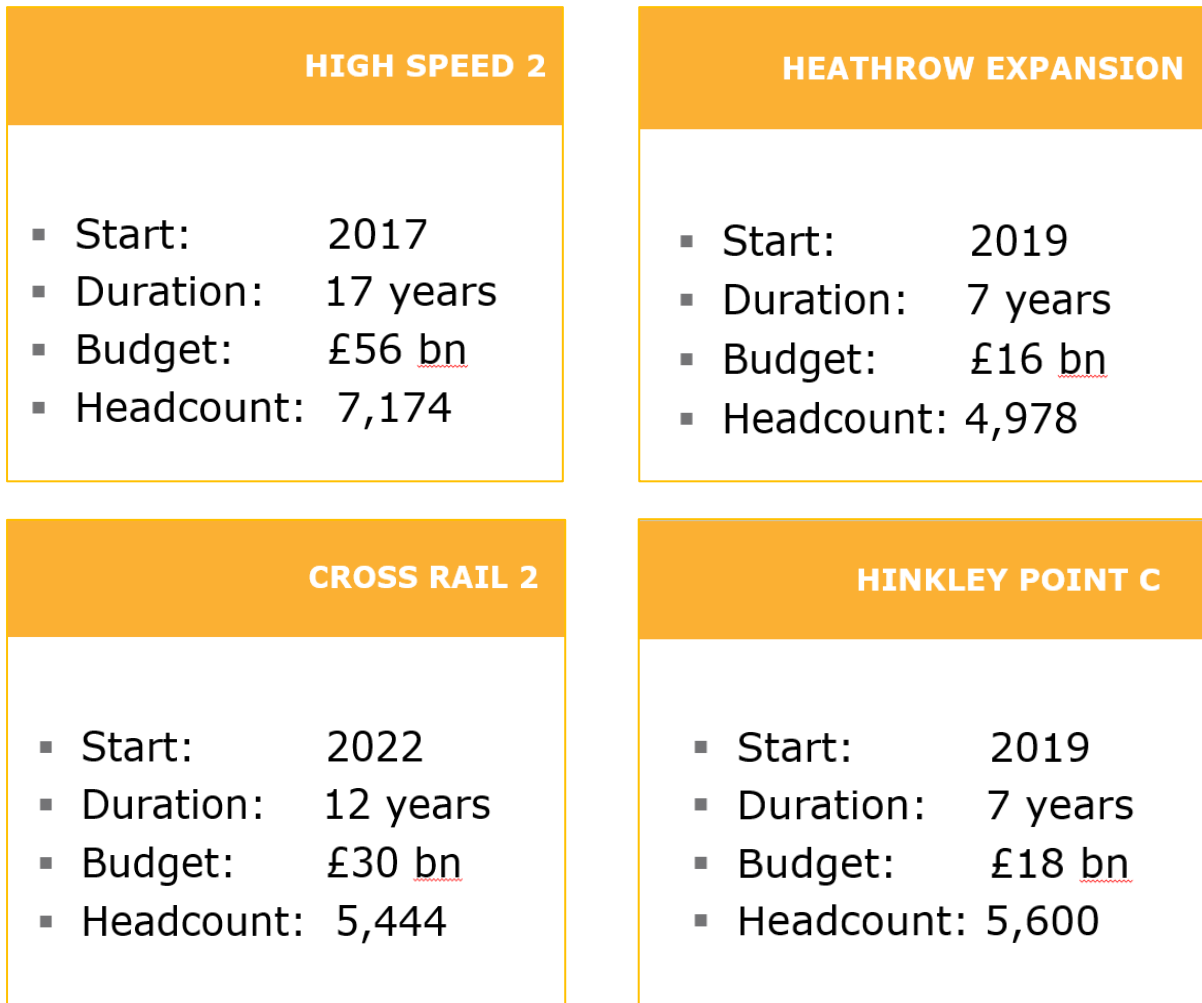 HIGH SPEED 2
Start: 2017
Duration: 17 years
Budget: £56 bn
Headcount: 7,174
HEATHROW EXPANSION
Start: 2019
Duration: 7 years
Budget: £16 bn
Headcount: 4,978
CROSS RAIL 2
Start: 2022
Duration: 12 years
Budget: £30 bn
Headcount: 5,444
HINKLEY POINT C
Start: 2019
Duration: 7 years
Budget: £18 bn
Headcount: 5,600